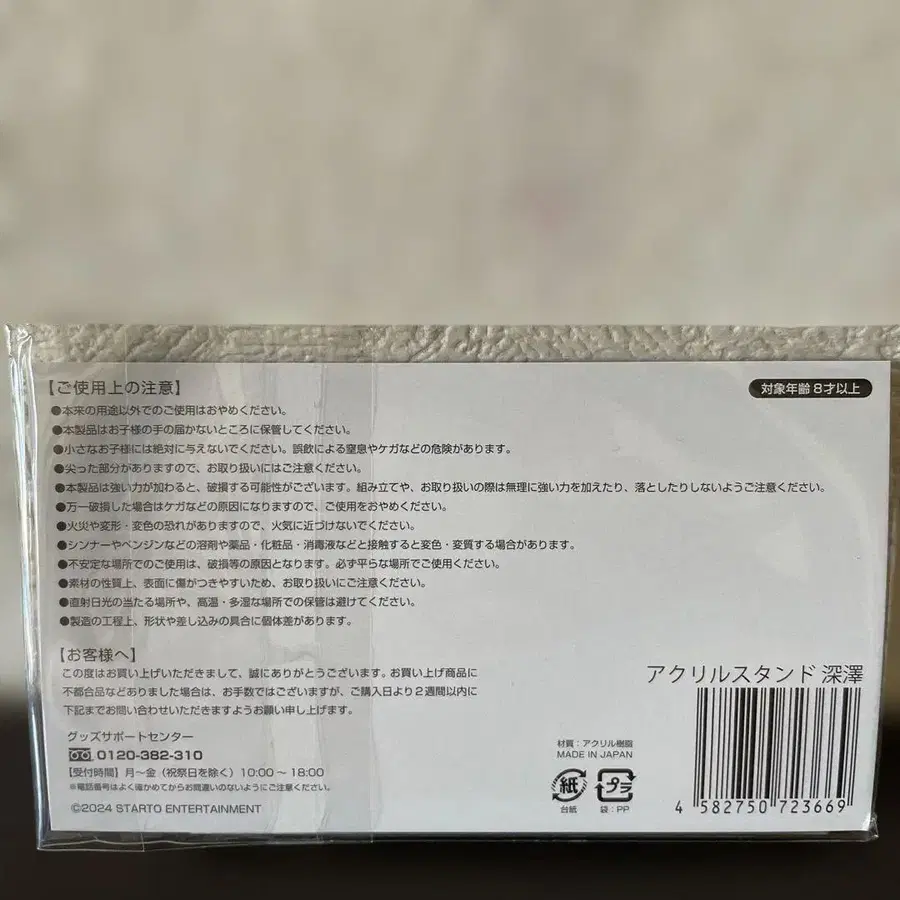 【ご使用上の注意】
対象年齢 8才以上
●本来の用途以外でのご使用はおやめください。
●本製品はお子様の手の届かないところに保管してください。
●小さなお子様には絶対に与えないでください。誤飲による窒息やケガなどの危険があります。
●尖った部分がありますので、お取り扱いにはご注意ください。
●本製品は強い力が加わると、破損する可能性がございます。組み立てや、お取り扱いの際は無理に強い力を加えたり、落としたりしないようご注意ください。
●万一破損した場合はケガなどの原因になりますので、ご使用をおやめください。
●火災や変形・変色の恐れがありますので、火気に近づけないでください。
●シンナーやベンジンなどの溶剤や薬品・化粧品・消毒液などと接触すると変色・変質する場合があります。
●不安定な場所でのご使用は、破損等の原因となります。必ず平らな場所でご使用ください。
●素材の性質上、表面に傷がつきやすいため、お取り扱いにご注意ください。
●直射日光の当たる場所や、高温・多湿な場所での保管は避けてください。
●製造の工程上、形状や差し込みの具合に個体差があります。
【お客様へ】
この度はお買い上げいただきまして、誠にありがとうございます。お買い上げ商品に
不都合品などありました場合は、お手数ではございますが、ご購入日より2週間以内に
下記までお問い合わせいただきますようお願い申し上げます。
グッズサポートセンター
0120-382-310
【受付時間】月〜金（祝祭日を除く）10:00〜18:00
※電話番号はよく確かめてからお間違いのないようにご注意ください。
©2024 STARTO ENTERTAINMENT
アクリルスタンド 深澤
材質：アクリル樹脂
MADE IN JAPAN
紙
プラ
台紙
袋：PP
4 582750 723669